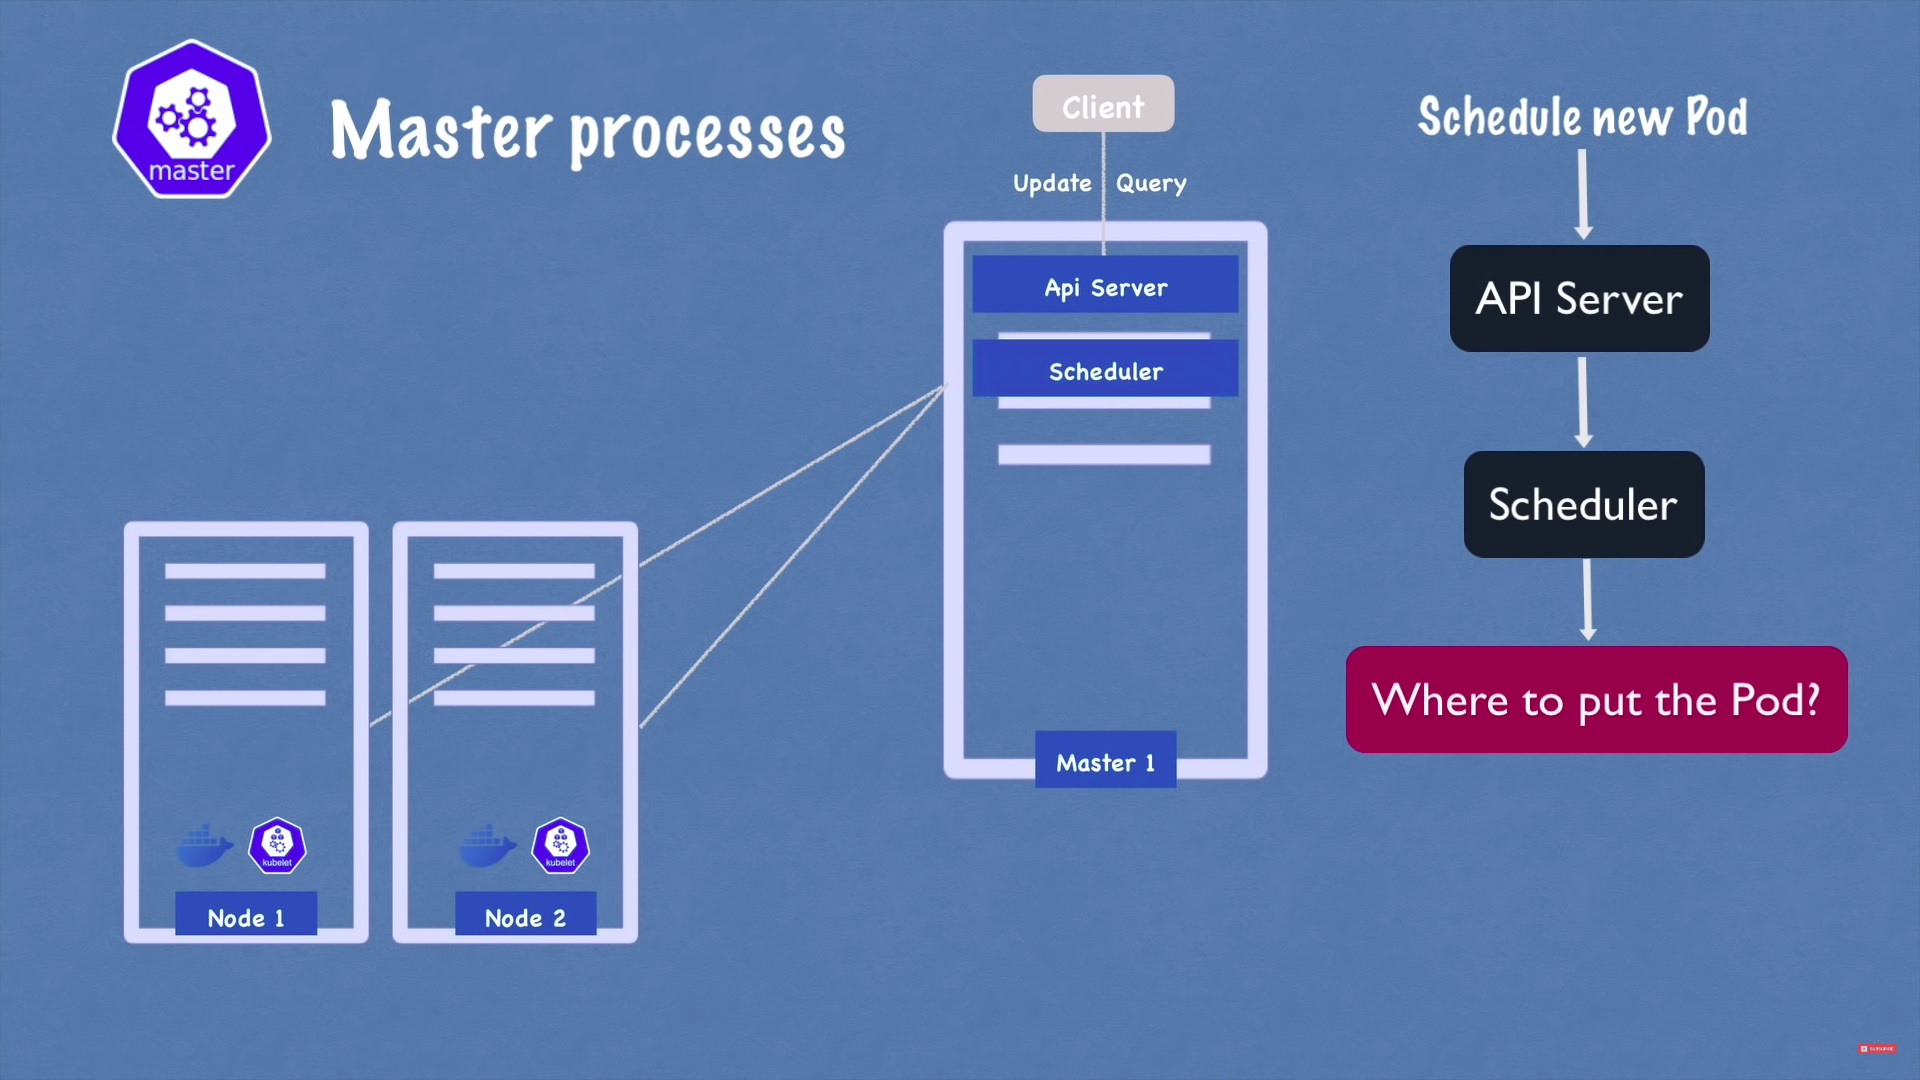 master
Master processes
Client
Update Query
Api Server
Scheduler
Master 1
Schedule new Pod
API Server
Scheduler
Where to put the Pod?
kubelet
Node 1
kubelet
Node 2
SUBSCRIBE